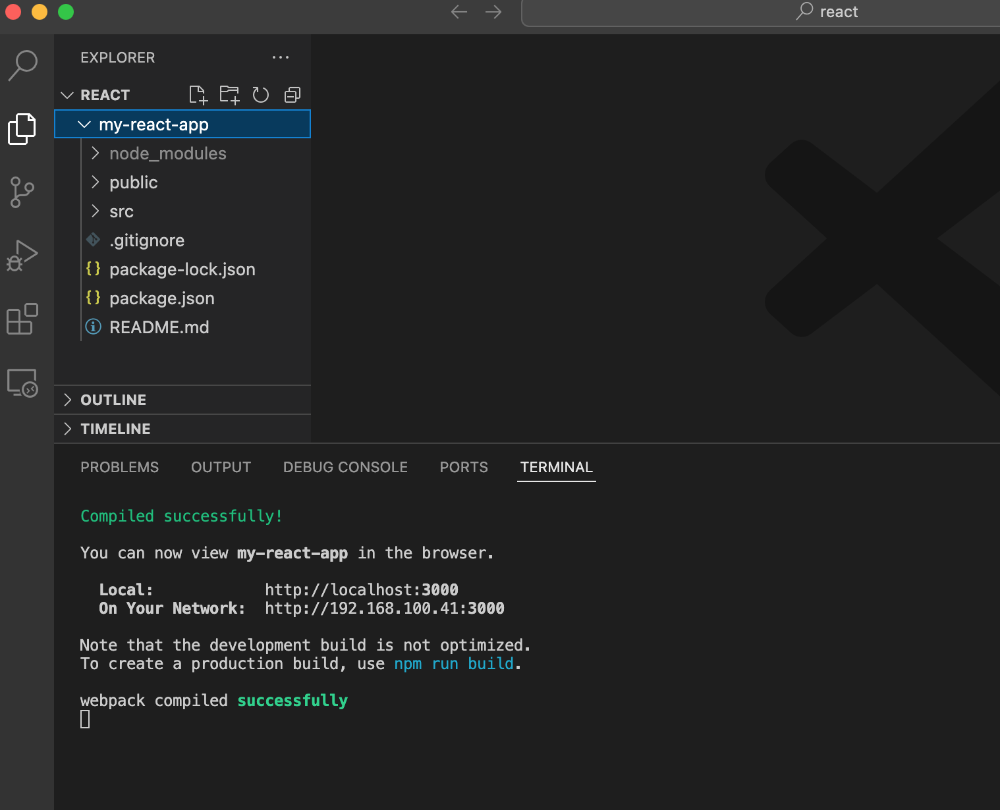 react
EXPLORER
REACT
my-react-app
node_modules
public
src
.gitignore
{} package-lock.json
{} package.json
README.md
OUTLINE
TIMELINE
PROBLEMS OUTPUT DEBUG CONSOLE PORTS TERMINAL
Compiled successfully!
You can now view my-react-app in the browser.
Local: http://localhost:3000
On Your Network: http://192.168.100.41:3000
Note that the development build is not optimized.
To create a production build, use npm run build.
webpack compiled successfully